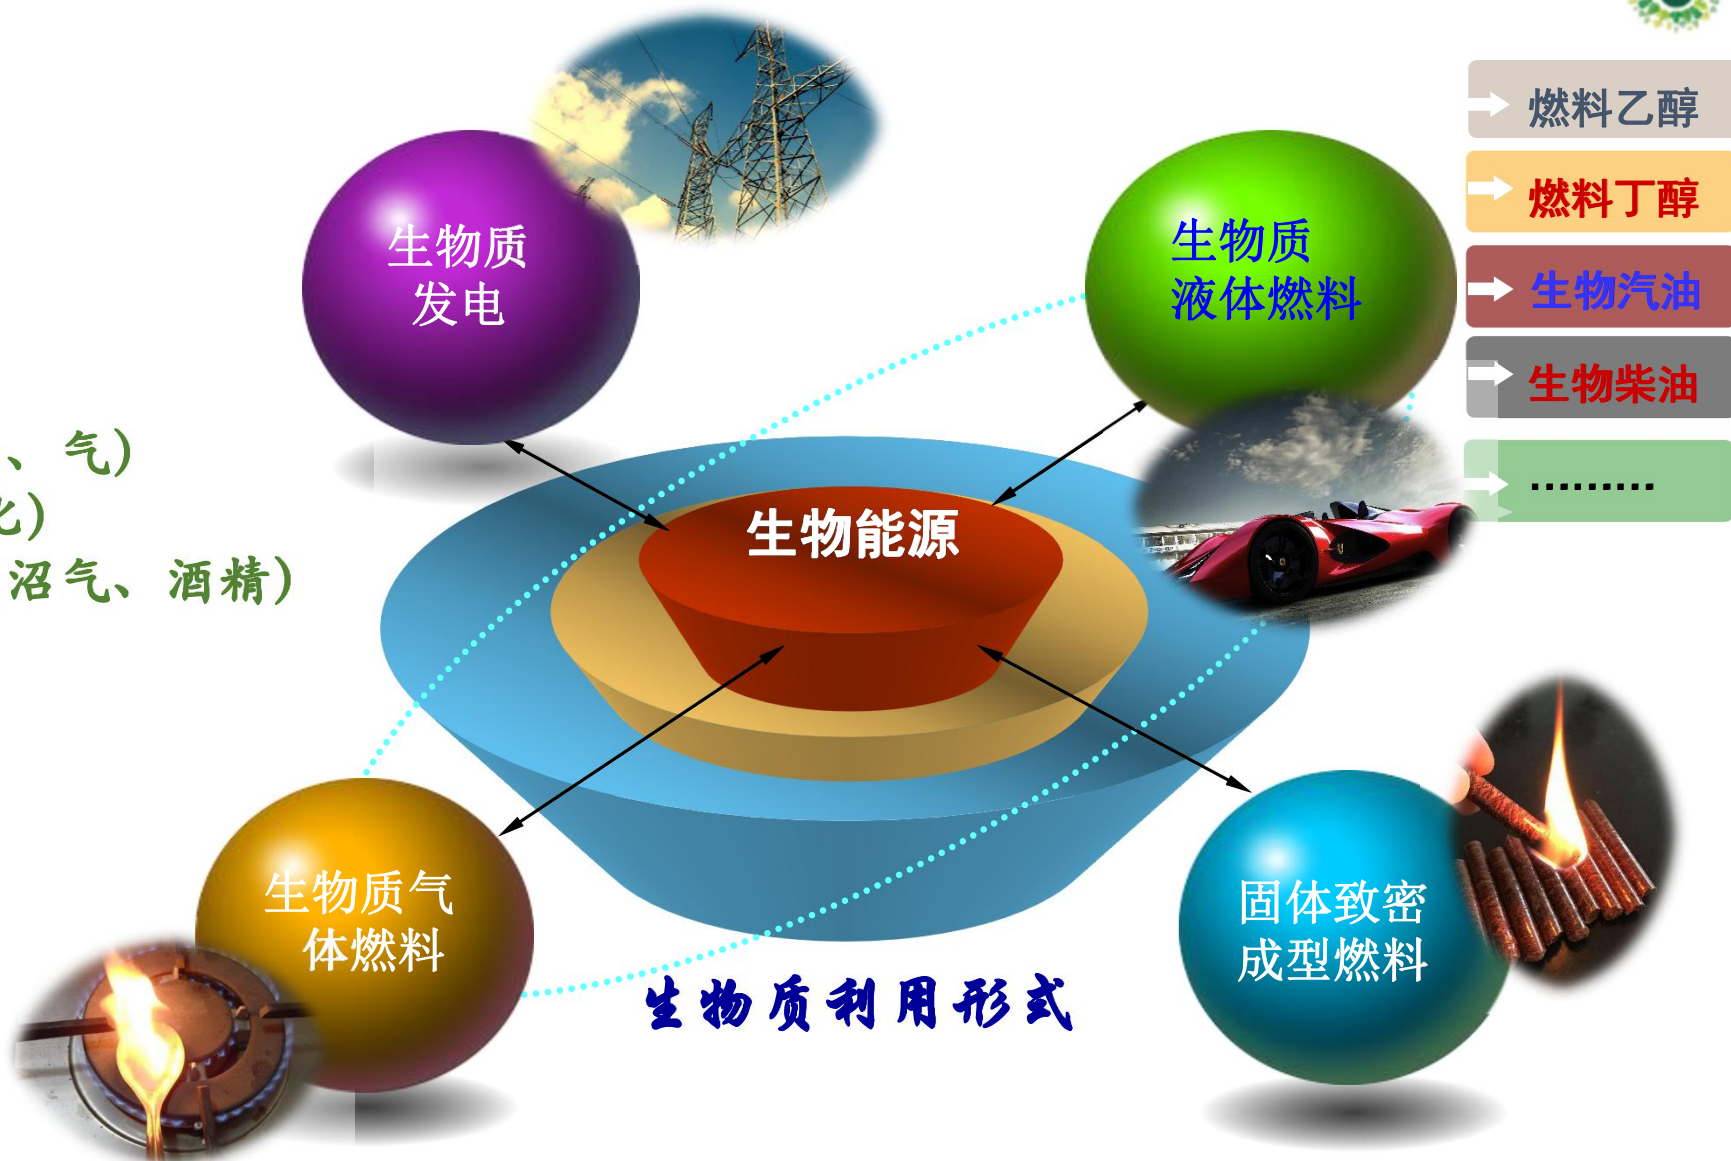 生物质
发电
生物质
液体燃料
燃料乙醇
燃料丁醇
生物汽油
生物柴油
………
、气)
化)
沼气、酒精)
生物能源
生物质气
体燃料
固体致密
成型燃料
生物质利用形式